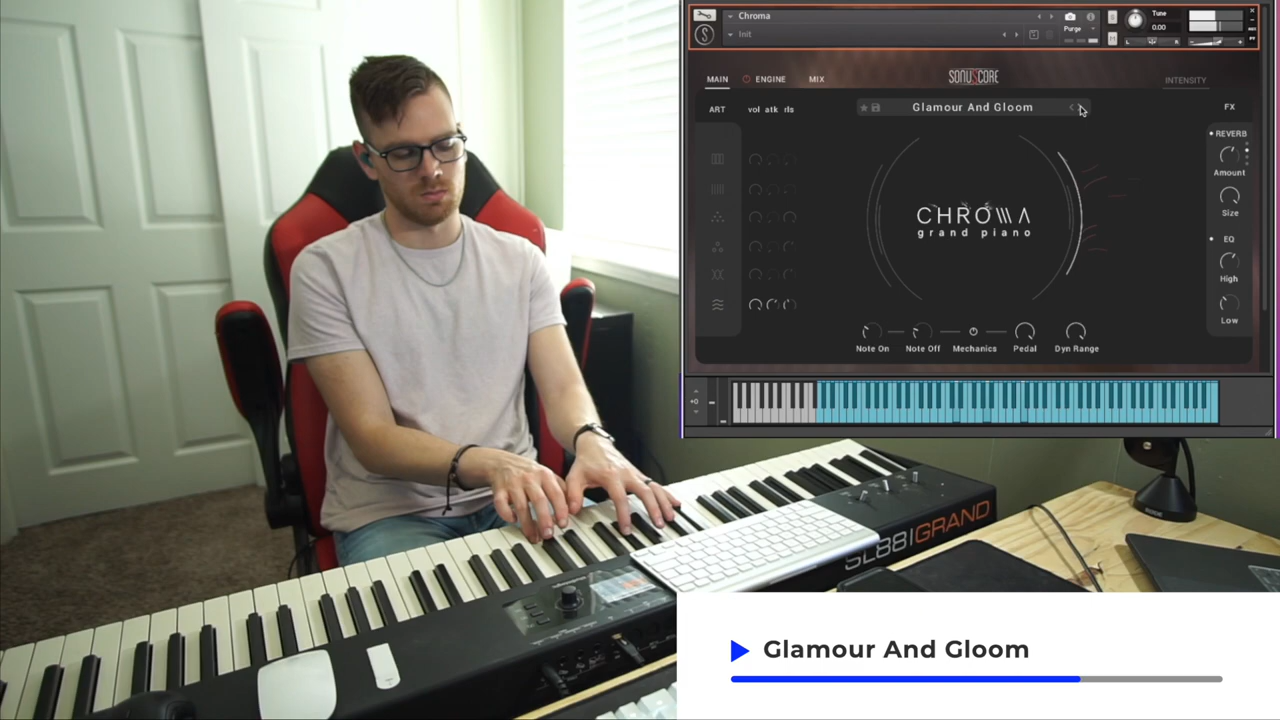 Chroma
Init
Purge
Tune
0.00
L
R
S
M
MAIN
ENGINE
MIX
SONUSCORE
INTENSITY
ART
vol atk rls
Glamour And Gloom
FX
REVERB
Amount
Size
EQ
High
Low
CHROMA
grand piano
Note On
Note Off
Mechanics
Pedal
Dyn Range
+0
SL88|GRAND
Glamour And Gloom